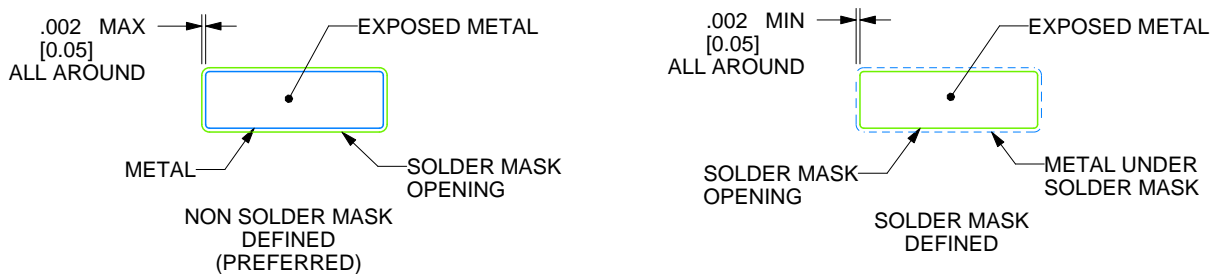 .002 MAX
[0.05]
ALL AROUND
EXPOSED METAL
METAL
SOLDER MASK
OPENING
NON SOLDER MASK
DEFINED
(PREFERRED)
.002 MIN
[0.05]
ALL AROUND
EXPOSED METAL
SOLDER MASK
OPENING
METAL UNDER
SOLDER MASK
SOLDER MASK
DEFINED